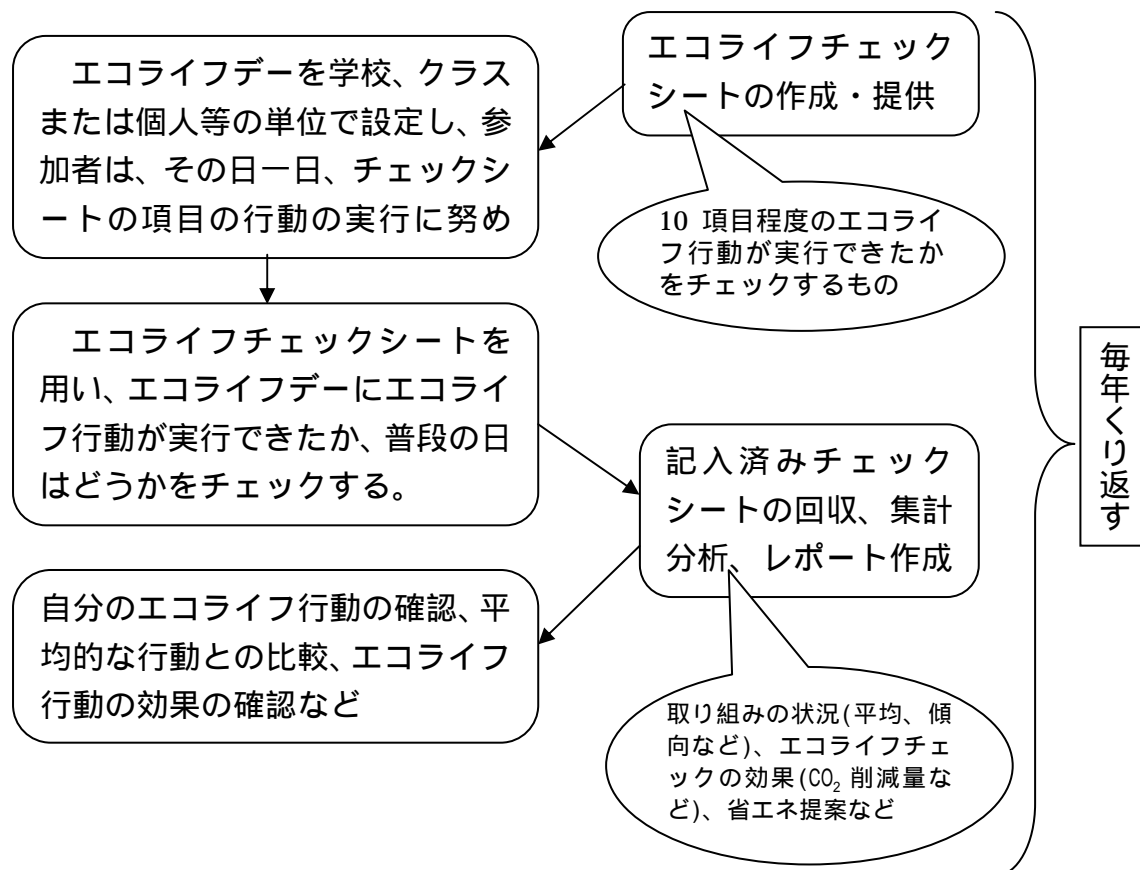 エコライフチェック
シートの作成・提供
10 項目程度のエコライ
フ行動が実行できたか
をチェックするもの
エコライフデーを学校、クラス
または個人等の単位で設定し、参
加者は、その日一日、チェックシ
ートの項目の行動の実行に努め
エコライフチェックシートを
用い、エコライフデーにエコライ
フ行動が実行できたか、普段の日
はどうかをチェックする。
記入済みチェック
シートの回収、集計
分析、レポート作成
取り組みの状況(平均、傾
向など)、エコライフチェ
ックの効果(CO₂ 削減量な
ど)、省エネ提案など
自分のエコライフ行動の確認、平
均的な行動との比較、エコライフ
行動の効果の確認など
毎年くり返す